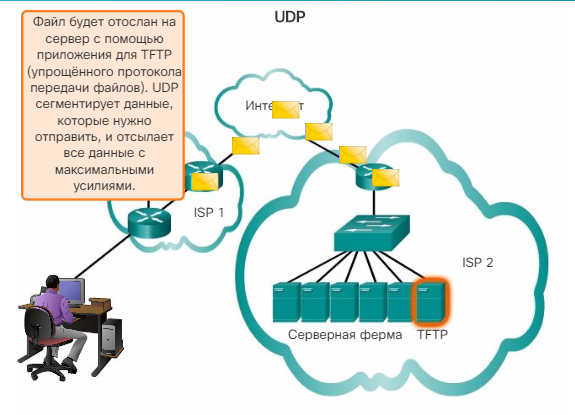 UDP
Файл будет отослан на
сервер с помощью
приложения для TFTP
(упрощённого протокола
передачи файлов). UDP
сегментирует данные,
которые нужно
отправить, и отсылает
все данные с
максимальными
усилиями.
ISP 1
ISP 2
Серверная ферма
TFTP